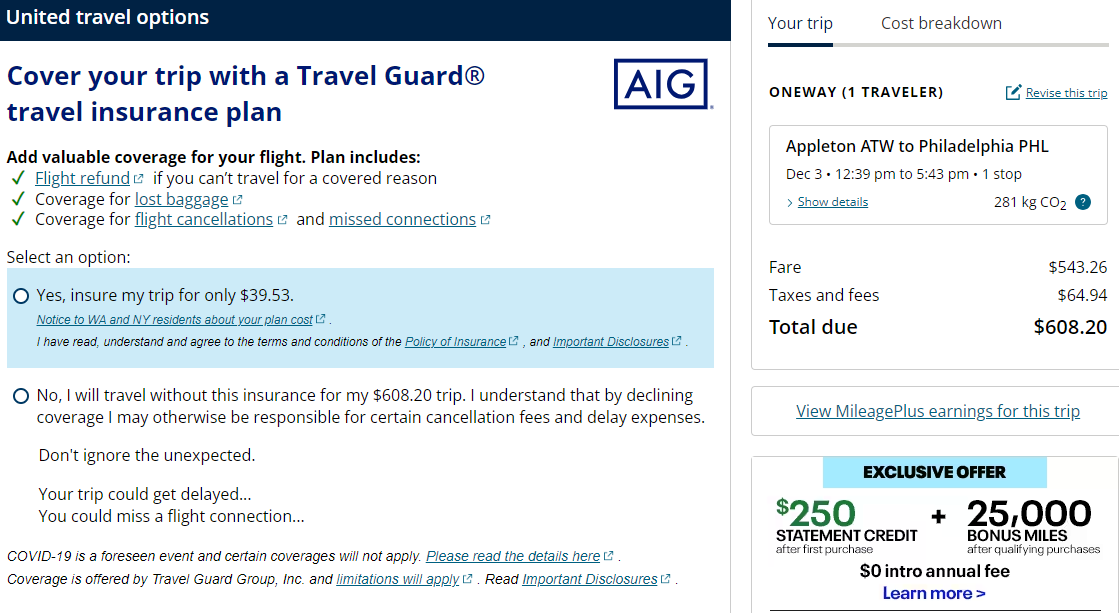 United travel options
Cover your trip with a Travel Guard®
travel insurance plan
AIG
Add valuable coverage for your flight. Plan includes:
Flight refund if you can’t travel for a covered reason
Coverage for lost baggage
Coverage for flight cancellations and missed connections
Select an option:
Yes, insure my trip for only $39.53.
Notice to WA and NY residents about your plan cost .
I have read, understand and agree to the terms and conditions of the Policy of Insurance , and Important Disclosures .
No, I will travel without this insurance for my $608.20 trip. I understand that by declining
coverage I may otherwise be responsible for certain cancellation fees and delay expenses.
Don't ignore the unexpected.
Your trip could get delayed...
You could miss a flight connection...
COVID-19 is a foreseen event and certain coverages will not apply. Please read the details here .
Coverage is offered by Travel Guard Group, Inc. and limitations will apply . Read Important Disclosures .
Your trip Cost breakdown
ONEWAY (1 TRAVELER) Revise this trip
Appleton ATW to Philadelphia PHL
Dec 3 • 12:39 pm to 5:43 pm • 1 stop
Show details 281 kg CO2 ?
Fare $543.26
Taxes and fees $64.94
Total due $608.20
View MileagePlus earnings for this trip
EXCLUSIVE OFFER
$250 + 25,000
STATEMENT CREDIT BONUS MILES
after first purchase after qualifying purchases
$0 intro annual fee
Learn more >